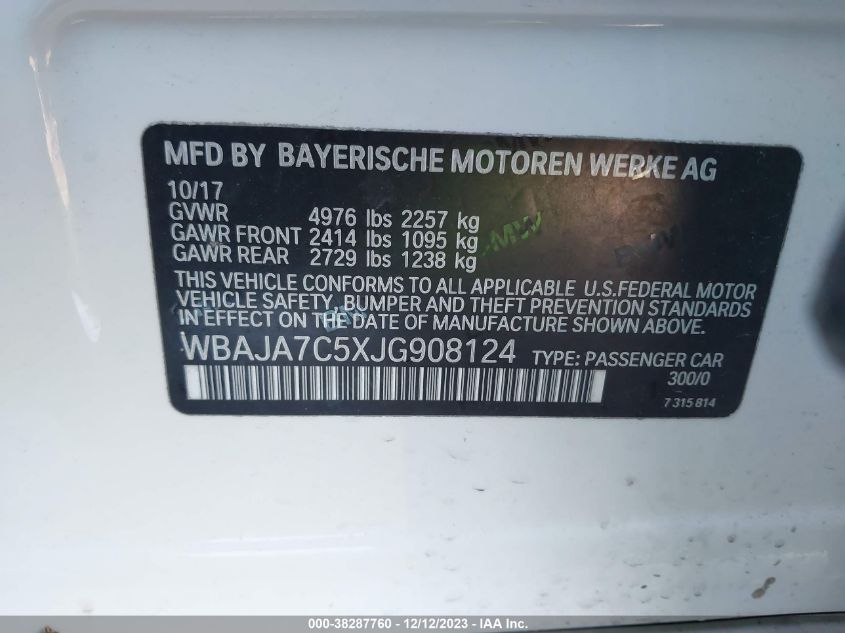 MFD BY BAYERISCHE MOTOREN WERKE AG
10/17
GVWR 4976 lbs 2257 kg
GAWR FRONT 2414 lbs 1095 kg
GAWR REAR 2729 lbs 1238 kg
THIS VEHICLE CONFORMS TO ALL APPLICABLE U.S.FEDERAL MOTOR
VEHICLE SAFETY, BUMPER AND THEFT PREVENTION STANDARDS
IN EFFECT ON THE DATE OF MANUFACTURE SHOWN ABOVE.
WBAJA7C5XJG908124 TYPE: PASSENGER CAR
300/0
7 315 814
000-38287760 - 12/12/2023 - IAA Inc.